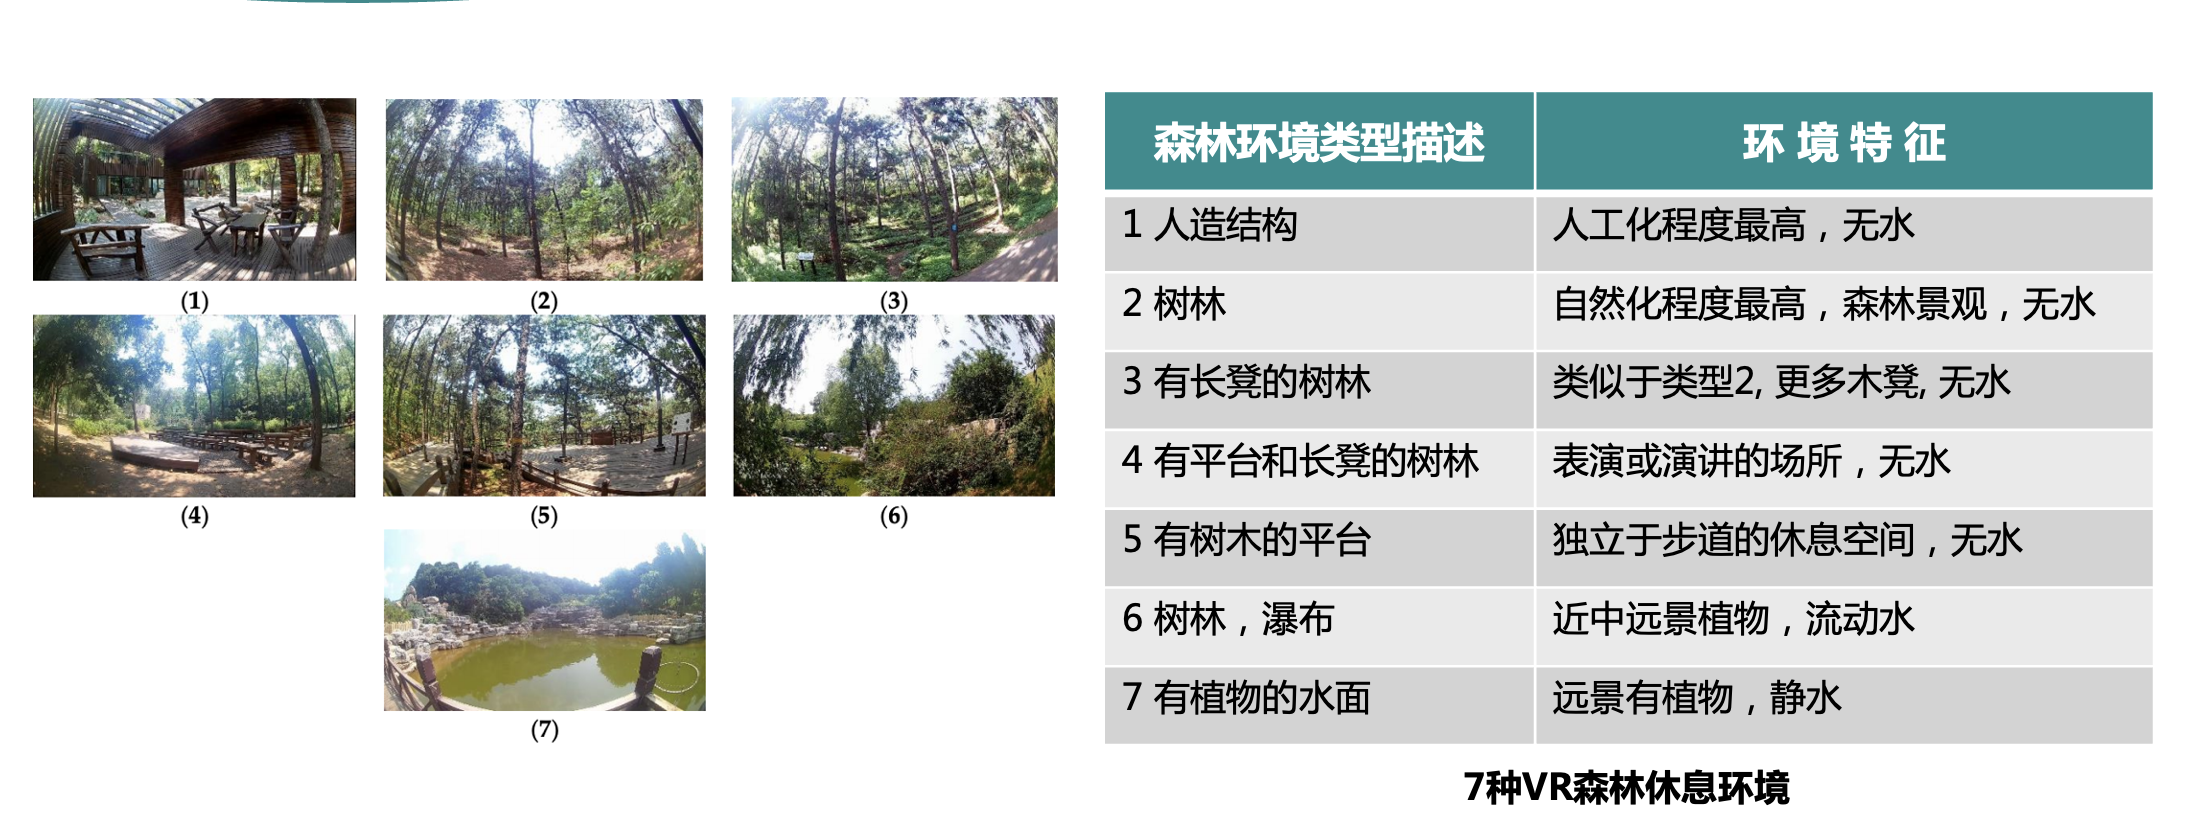 (1)
(2)
(3)
(4)
(5)
(6)
(7)
森林环境类型描述 环境特征
1 人造结构 人工化程度最高，无水
2 树林 自然化程度最高，森林景观，无水
3 有长凳的树林 类似于类型2, 更多木凳, 无水
4 有平台和长凳的树林 表演或演讲的场所，无水
5 有树木的平台 独立于步道的休息空间，无水
6 树林，瀑布 近中远景植物，流动水
7 有植物的水面 远景有植物，静水
7种VR森林休息环境